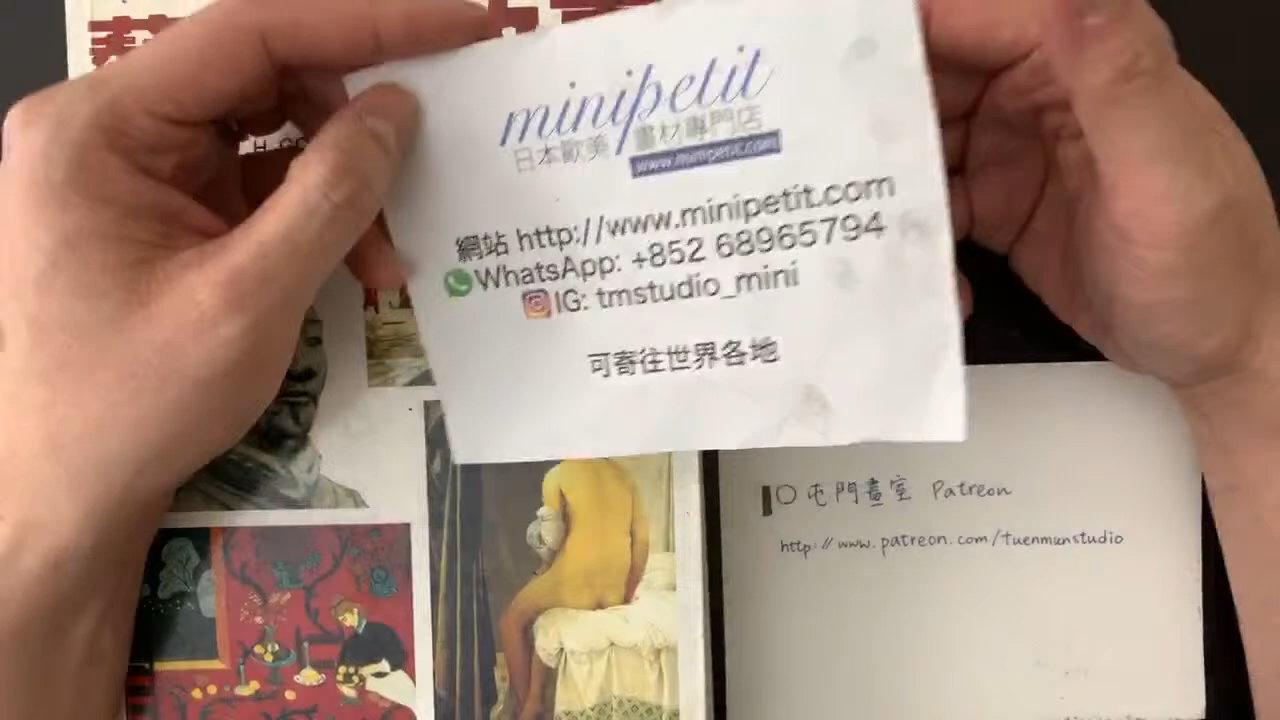 minipetit
日本歐美 畫材專門店
www.minipetit.com
網站 http://www.minipetit.com
WhatsApp: +852 68965794
IG: tmstudio_mini
可寄往世界各地
屯門畫室 Patreon
http://www.patreon.com/tuenmunstudio